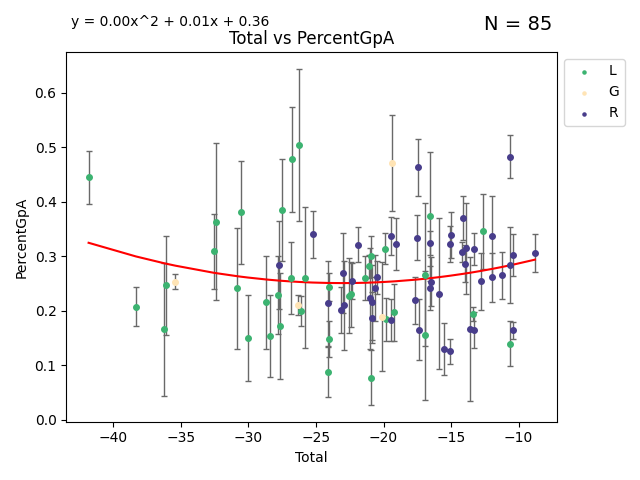 y = 0.00x^2 + 0.01x + 0.36
N = 85
Total vs PercentGpA
L
G
R
PercentGpA
0.6
0.5
0.4
0.3
0.2
0.1
0.0
−40
−35
−30
−25
−20
−15
−10
Total